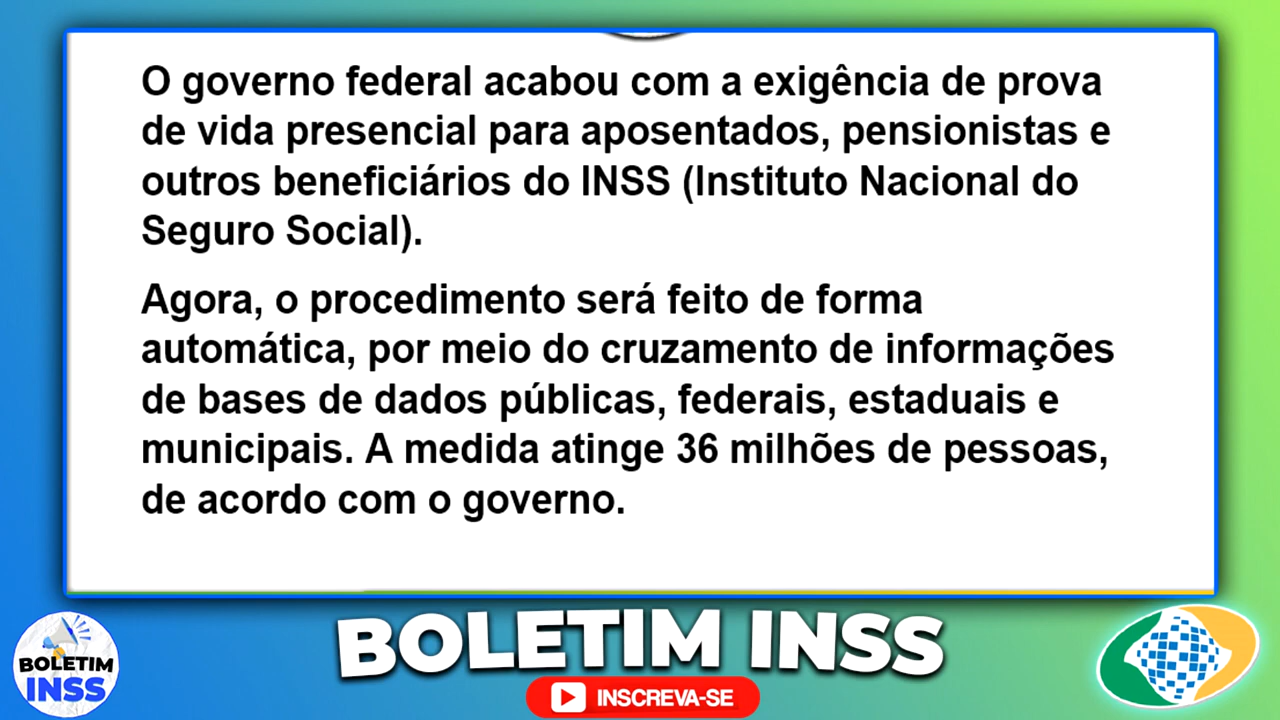 O governo federal acabou com a exigência de prova
de vida presencial para aposentados, pensionistas e
outros beneficiários do INSS (Instituto Nacional do
Seguro Social).
Agora, o procedimento será feito de forma
automática, por meio do cruzamento de informações
de bases de dados públicas, federais, estaduais e
municipais. A medida atinge 36 milhões de pessoas,
de acordo com o governo.
BOLETIM
INSS
BOLETIM INSS
INSCREVA-SE